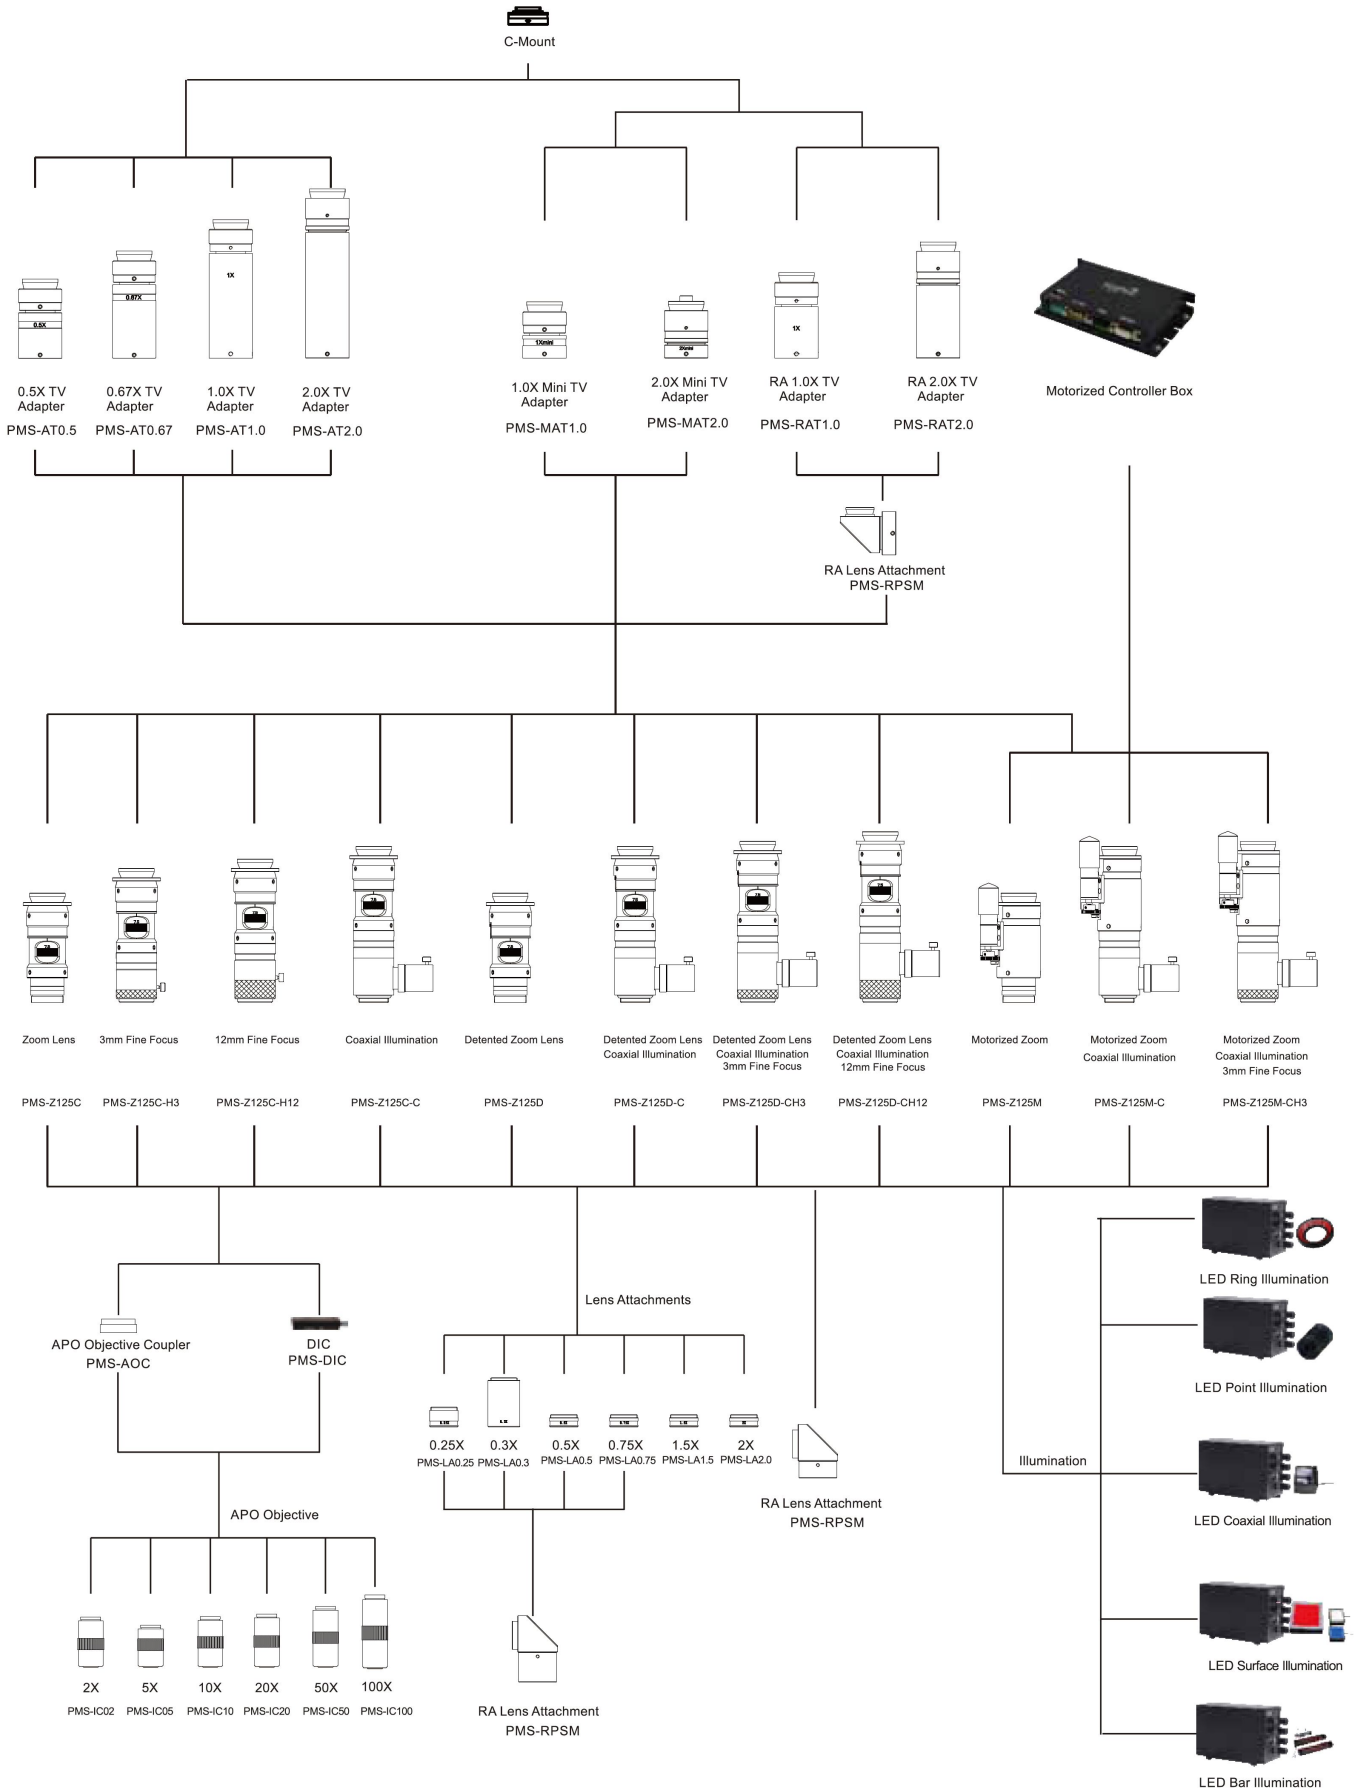 C-Mount
0.5X
0.67X
1X
1Xmini
2Xmini
1X
0.5X TV
Adapter
PMS-AT0.5
0.67X TV
Adapter
PMS-AT0.67
1.0X TV
Adapter
PMS-AT1.0
2.0X TV
Adapter
PMS-AT2.0
1.0X Mini TV
Adapter
PMS-MAT1.0
2.0X Mini TV
Adapter
PMS-MAT2.0
RA 1.0X TV
Adapter
PMS-RAT1.0
RA 2.0X TV
Adapter
PMS-RAT2.0
Motorized Controller Box
RA Lens Attachment
PMS-RPSM
Zoom Lens
PMS-Z125C
3mm Fine Focus
PMS-Z125C-H3
12mm Fine Focus
PMS-Z125C-H12
Coaxial Illumination
PMS-Z125C-C
Detented Zoom Lens
PMS-Z125D
Detented Zoom Lens
Coaxial Illumination
PMS-Z125D-C
Detented Zoom Lens
Coaxial Illumination
3mm Fine Focus
PMS-Z125D-CH3
Detented Zoom Lens
Coaxial Illumination
12mm Fine Focus
PMS-Z125D-CH12
Motorized Zoom
PMS-Z125M
Motorized Zoom
Coaxial Illumination
PMS-Z125M-C
Motorized Zoom
Coaxial Illumination
3mm Fine Focus
PMS-Z125M-CH3
APO Objective Coupler
PMS-AOC
DIC
PMS-DIC
APO Objective
2X
PMS-IC02
5X
PMS-IC05
10X
PMS-IC10
20X
PMS-IC20
50X
PMS-IC50
100X
PMS-IC100
Lens Attachments
0.25X
PMS-LA0.25
0.3X
PMS-LA0.3
0.5X
PMS-LA0.5
0.75X
PMS-LA0.75
1.5X
PMS-LA1.5
2X
PMS-LA2.0
RA Lens Attachment
PMS-RPSM
RA Lens Attachment
PMS-RPSM
Illumination
LED Ring Illumination
LED Point Illumination
LED Coaxial Illumination
LED Surface Illumination
LED Bar Illumination